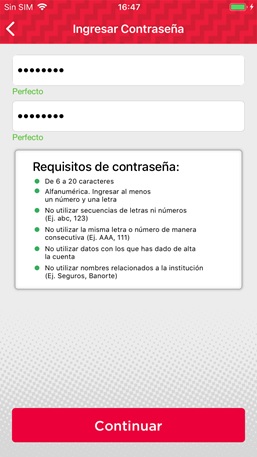 Sin SIM 16:47
Ingresar Contraseña
●●●●●●●●
Perfecto
●●●●●●●●
Perfecto
Requisitos de contraseña:
De 6 a 20 caracteres
Alfanumérica. Ingresar al menos
un número y una letra
No utilizar secuencias de letras ni números
(Ej. abc, 123)
No utilizar la misma letra o número de manera
consecutiva (Ej. AAA, 111)
No utilizar datos con los que has dado de alta
la cuenta
No utilizar nombres relacionados a la institución
(Ej. Seguros, Banorte)
Continuar